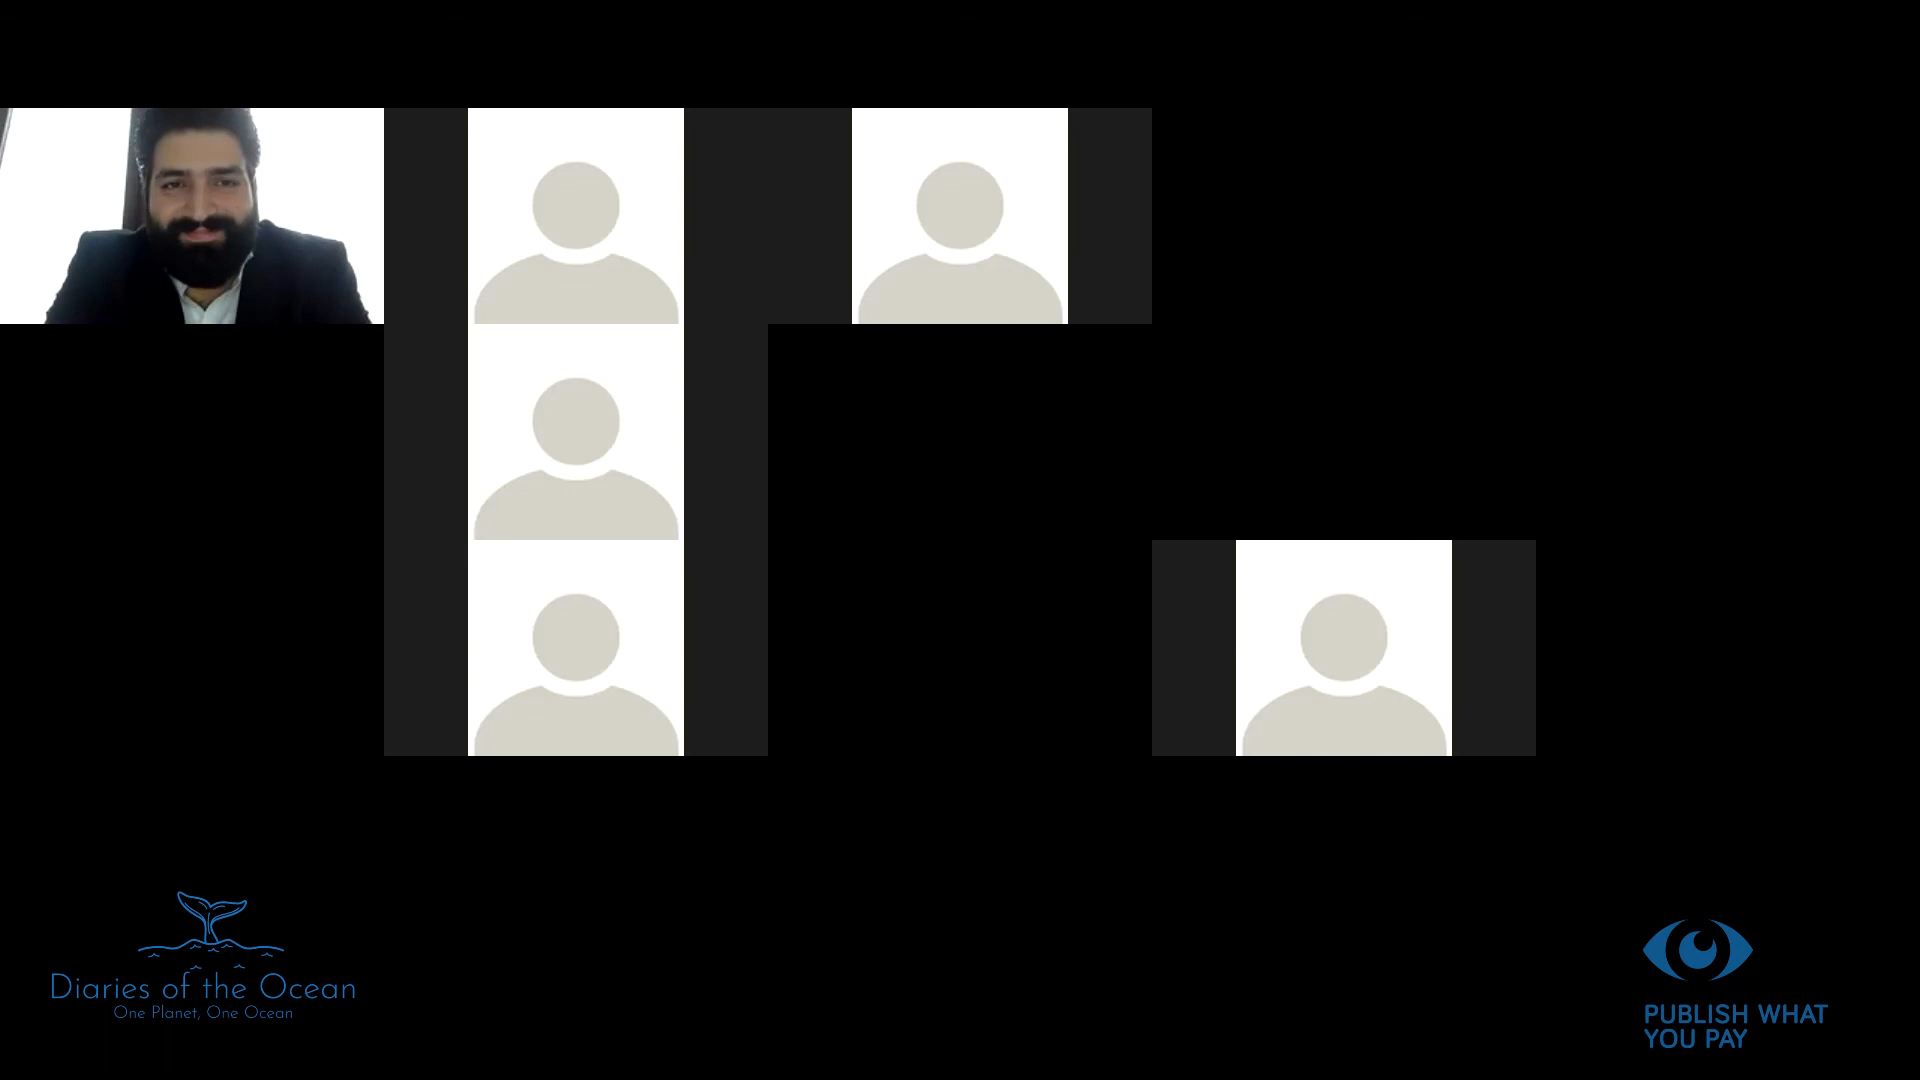 Diaries of the Ocean
One Planet, One Ocean
PUBLISH WHAT
YOU PAY